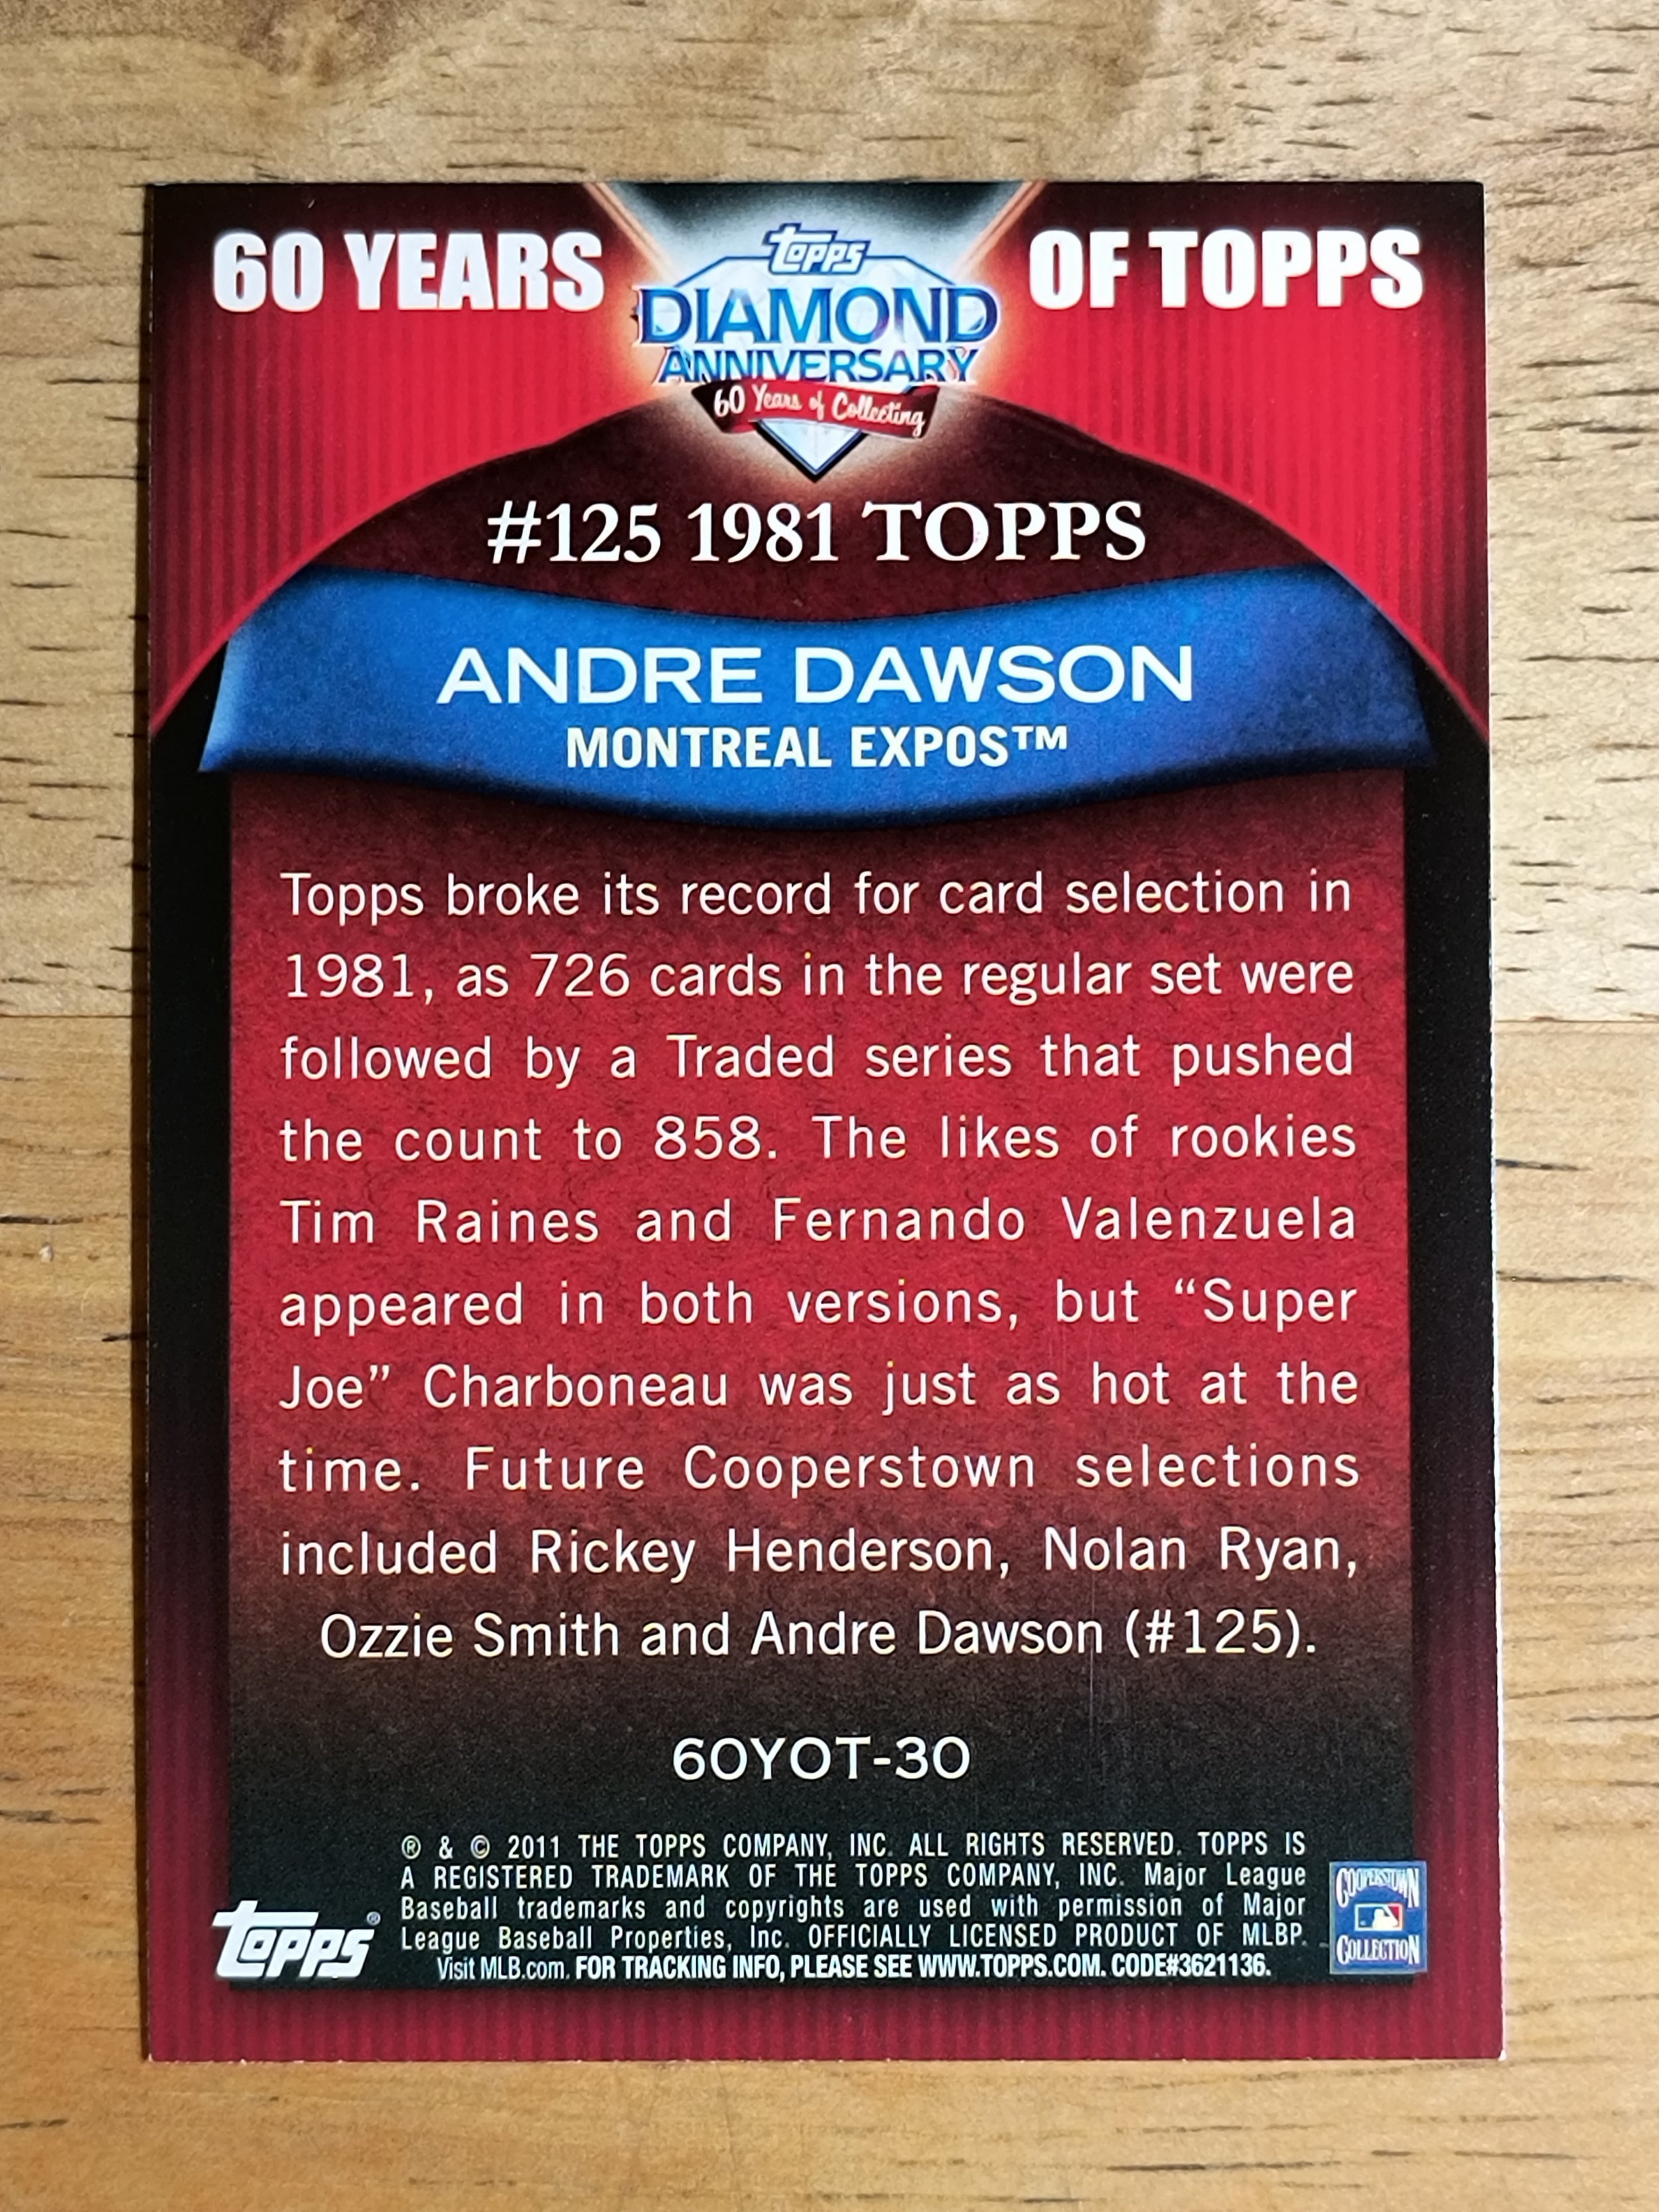 60 YEARS OF TOPPS
Topps
DIAMOND
ANNIVERSARY
60 Years of Collecting
#125 1981 TOPPS
ANDRE DAWSON
MONTREAL EXPOS™
Topps broke its record for card selection in
1981, as 726 cards in the regular set were
followed by a Traded series that pushed
the count to 858. The likes of rookies
Tim Raines and Fernando Valenzuela
appeared in both versions, but “Super
Joe” Charboneau was just as hot at the
time. Future Cooperstown selections
included Rickey Henderson, Nolan Ryan,
Ozzie Smith and Andre Dawson (#125).
60YOT-30
® & © 2011 THE TOPPS COMPANY, INC. ALL RIGHTS RESERVED. TOPPS IS
A REGISTERED TRADEMARK OF THE TOPPS COMPANY, INC. Major League
Baseball trademarks and copyrights are used with permission of Major
League Baseball Properties, Inc. OFFICIALLY LICENSED PRODUCT OF MLBP.
Visit MLB.com. FOR TRACKING INFO, PLEASE SEE WWW.TOPPS.COM. CODE#3621136.
Topps®
COOPERSTOWN
COLLECTION